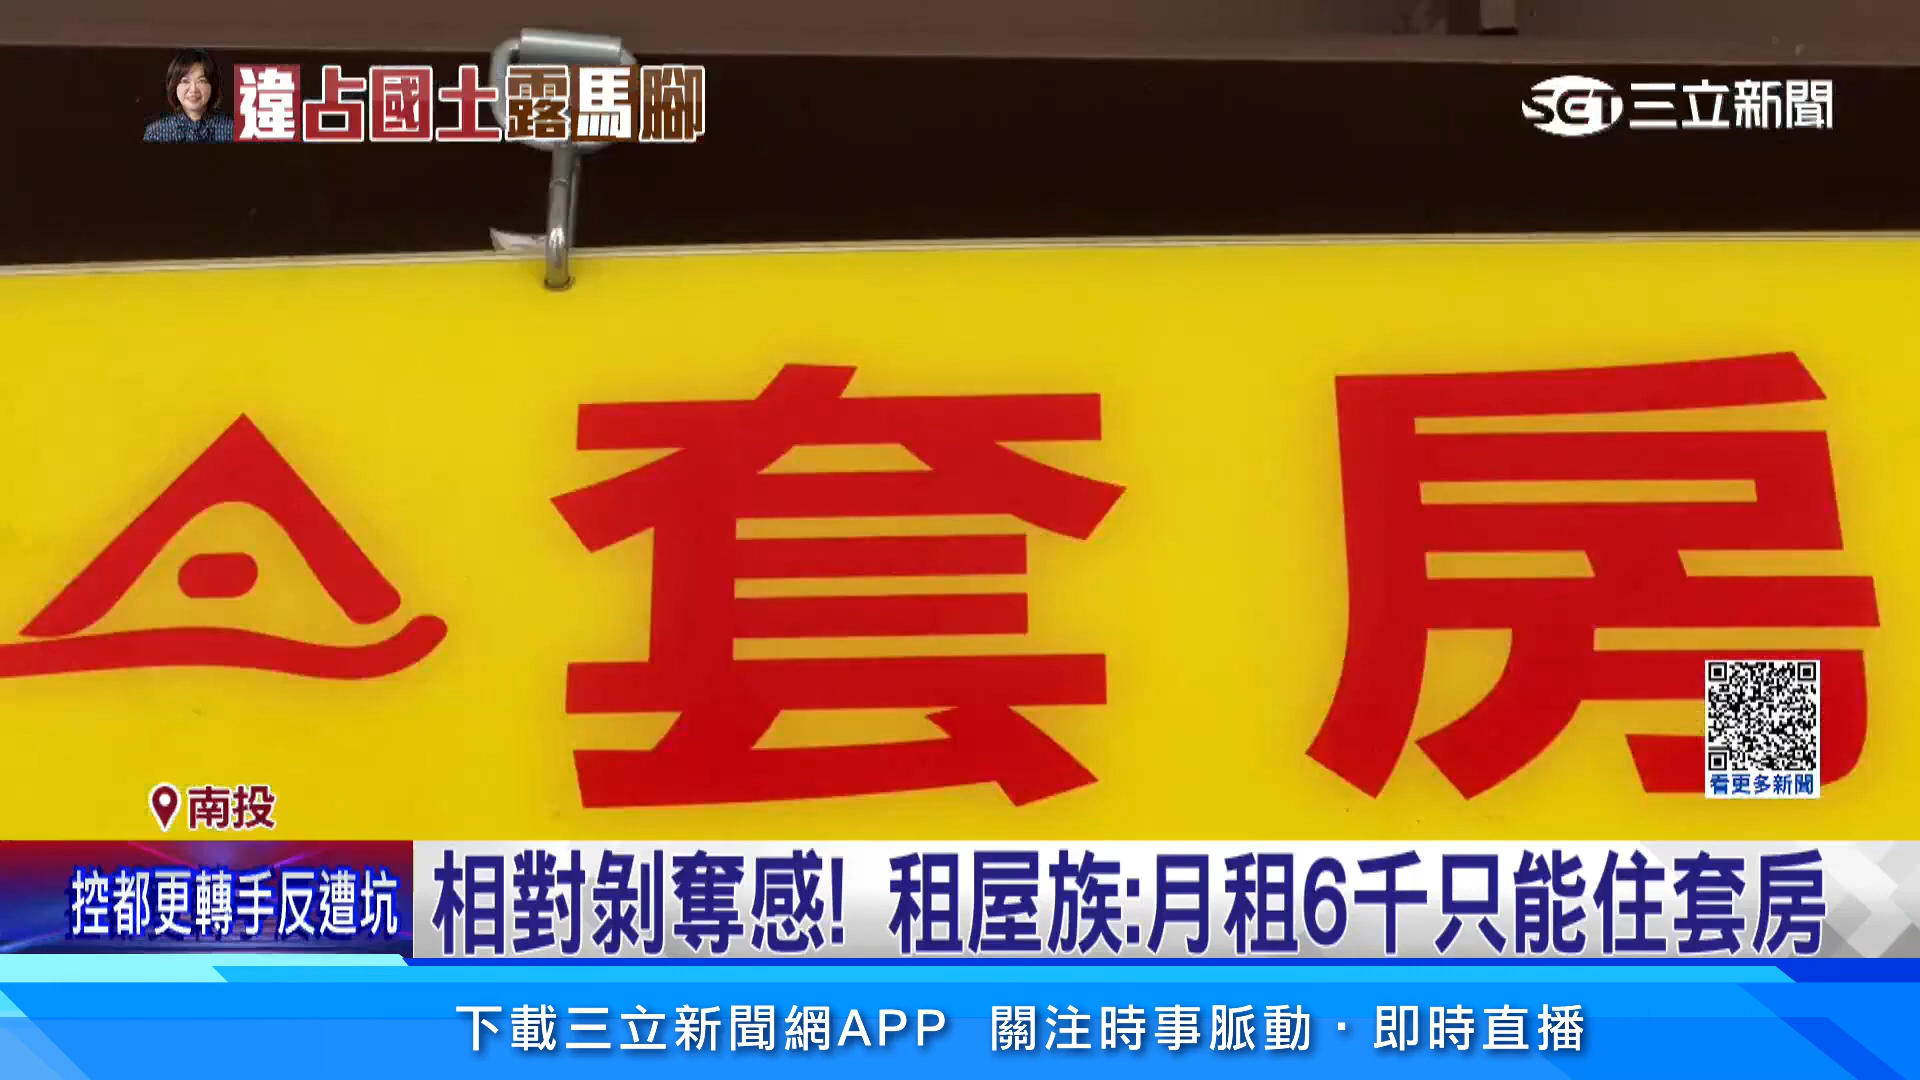 違占國土露馬腳
SET三立新聞
套房
看更多新聞
南投
控都更轉手反遭坑
相對剝奪感! 租屋族:月租6千只能住套房
下載三立新聞網APP 關注時事脈動・即時直播